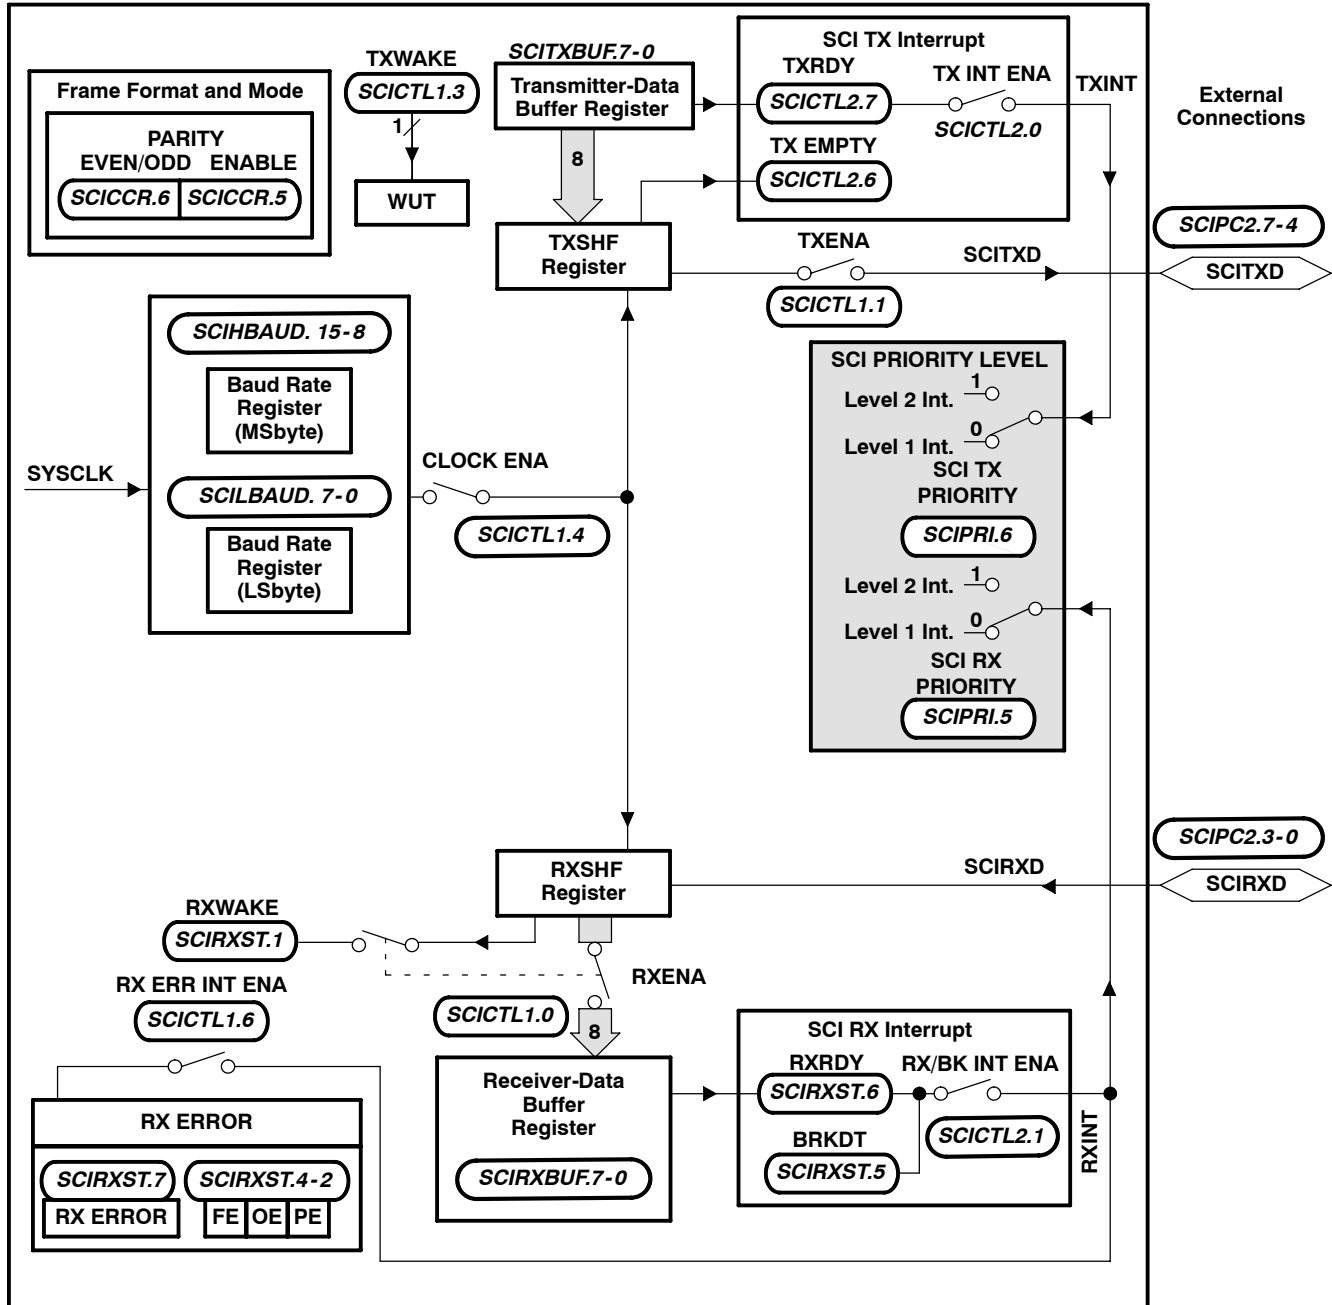 Frame Format and Mode
PARITY
EVEN/ODD ENABLE
SCICCR.6 SCICCR.5
TXWAKE
SCICTL1.3
1
WUT
SCITXBUF.7-0
Transmitter-Data
Buffer Register
8
TXSHF
Register
SCI TX Interrupt
TXRDY
SCICTL2.7
TX INT ENA
SCICTL2.0
TX EMPTY
SCICTL2.6
TXINT
External
Connections
SCIPC2.7-4
SCITXD
TXENA
SCICTL1.1
SCITXD
SCIHBAUD. 15-8
Baud Rate
Register
(MSbyte)
SYSCLK
SCILBAUD. 7-0
Baud Rate
Register
(LSbyte)
CLOCK ENA
SCICTL1.4
SCI PRIORITY LEVEL
Level 2 Int. 1
Level 1 Int. 0
SCI TX
PRIORITY
SCIPRI.6
Level 2 Int. 1
Level 1 Int. 0
SCI RX
PRIORITY
SCIPRI.5
RXSHF
Register
SCIRXD
SCIPC2.3-0
SCIRXD
RXWAKE
SCIRXST.1
RXENA
SCICTL1.0
8
RX ERR INT ENA
SCICTL1.6
RX ERROR
SCIRXST.7 SCIRXST.4-2
RX ERROR FE OE PE
Receiver-Data
Buffer
Register
SCIRXBUF.7-0
SCI RX Interrupt
RXRDY
SCIRXST.6
RX/BK INT ENA
SCICTL2.1
BRKDT
SCIRXST.5
RXINT